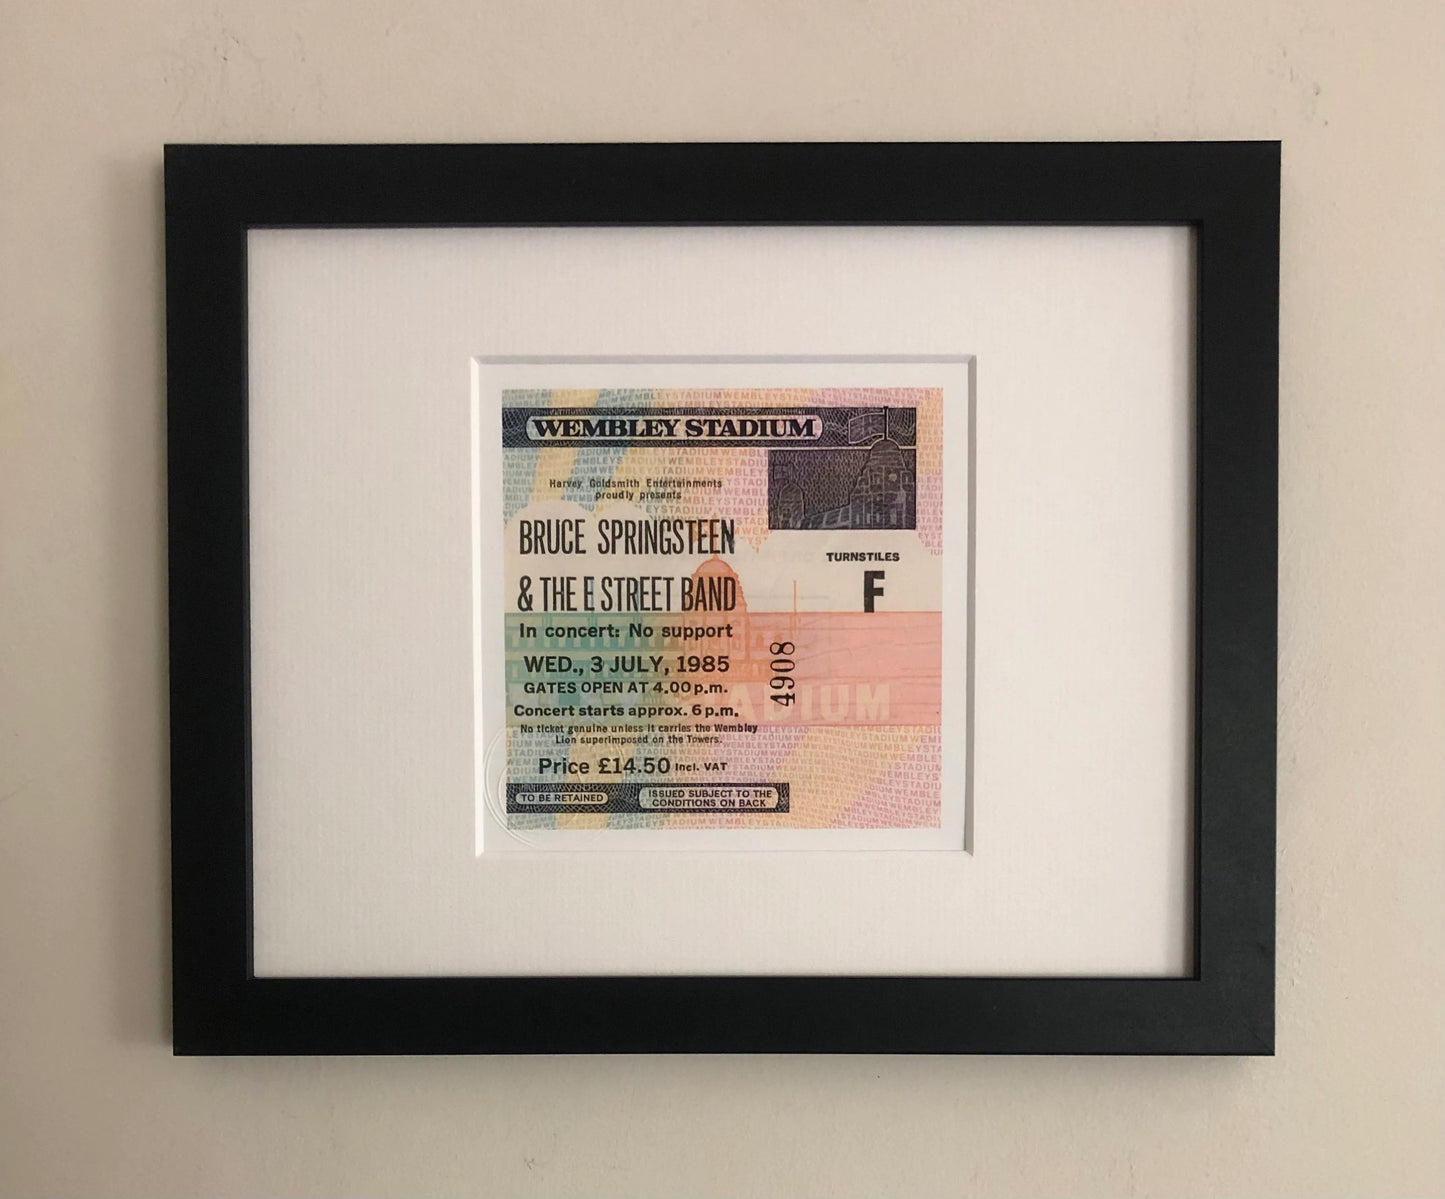 WEMBLEY STADIUM
Harvey Goldsmith Entertainments
proudly presents
BRUCE SPRINGSTEEN
& THE E STREET BAND
In concert: No support
WED., 3 JULY, 1985
GATES OPEN AT 4.00 p.m.
Concert starts approx. 6 p.m.
No ticket genuine unless it carries the Wembley
Lion superimposed on the Towers.
Price £14.50 Incl. VAT
TO BE RETAINED
ISSUED SUBJECT TO THE
CONDITIONS ON BACK
TURNSTILES
F
4908
STADIUM